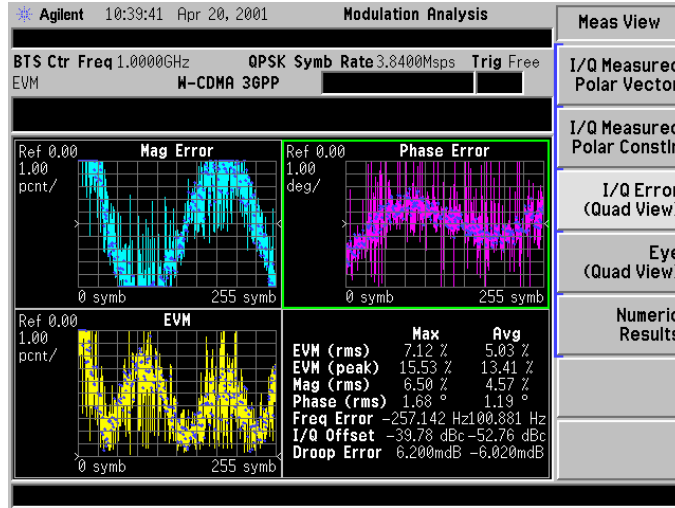 Agilent 10:39:41 Apr 20, 2001 Modulation Analysis
Meas View
BTS Ctr Freq 1.0000GHz QPSK Symb Rate 3.8400Msps Trig Free
EVM W-CDMA 3GPP
I/Q Measured
Polar Vector
I/Q Measured
Polar Constln
I/Q Error
(Quad View)
Eye
(Quad View)
Numeric
Results
Ref 0.00 Mag Error
1.00
pcnt/
0 symb 255 symb
Ref 0.00 Phase Error
1.00
deg/
0 symb 255 symb
Ref 0.00 EVM
1.00
pcnt/
0 symb 255 symb
Max Avg
EVM (rms) 7.12 % 5.03 %
EVM (peak) 15.53 % 13.41 %
Mag (rms) 6.50 % 4.57 %
Phase (rms) 1.68 ° 1.19 °
Freq Error -257.142 Hz100.881 Hz
I/Q Offset -39.78 dBc-52.76 dBc
Droop Error 6.200mdB -6.020mdB